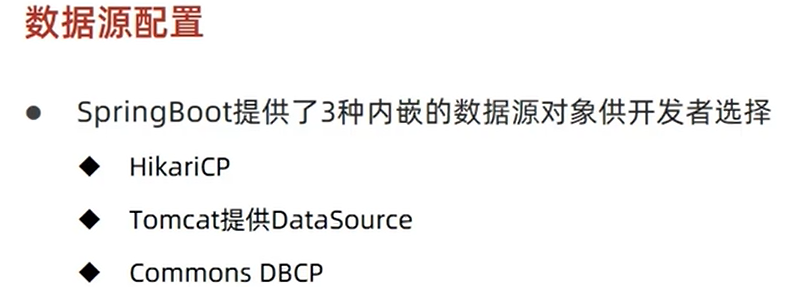 数据源配置
● SpringBoot提供了3种内嵌的数据源对象供开发者选择
◆ HikariCP
◆ Tomcat提供DataSource
◆ Commons DBCP